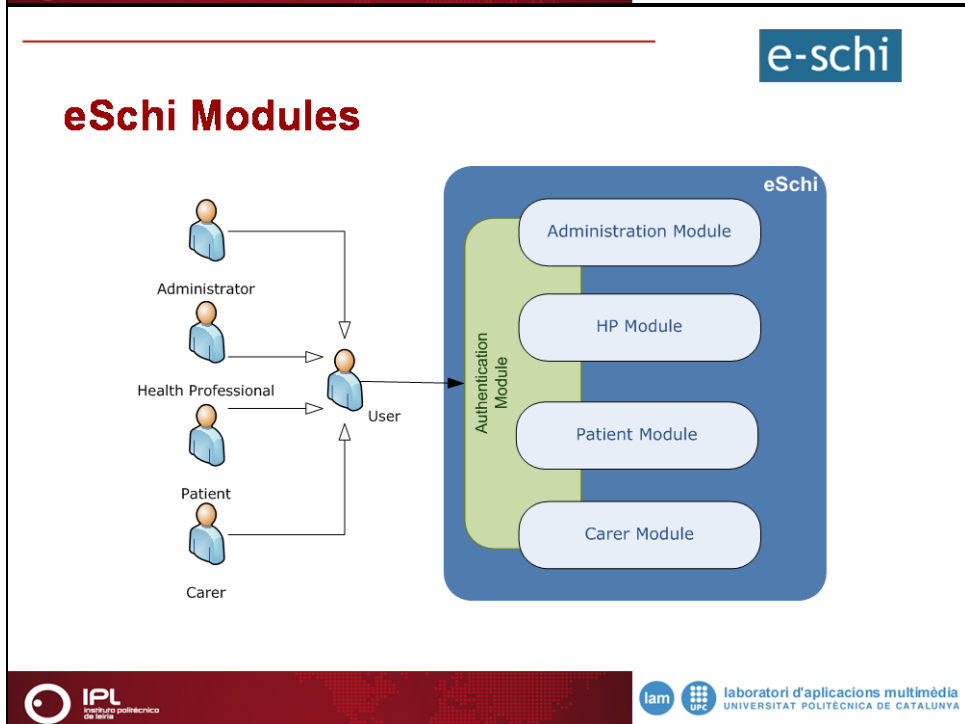 e-schi
eSchi Modules
eSchi
Administrator
Health Professional
Patient
Carer
User
Authentication
Module
Administration Module
HP Module
Patient Module
Carer Module
IPL
instituto politécnico
de leiria
lam
UPC
laboratori d'aplicacions multimèdia
UNIVERSITAT POLITÈCNICA DE CATALUNYA